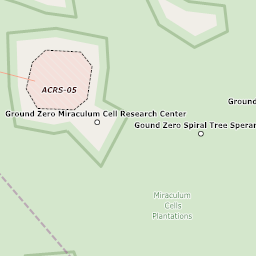 ACRS-05
Ground
Ground Zero Miraculum Cell Research Center
Gound Zero Spiral Tree Speran
Miraculum
Cells
Plantations